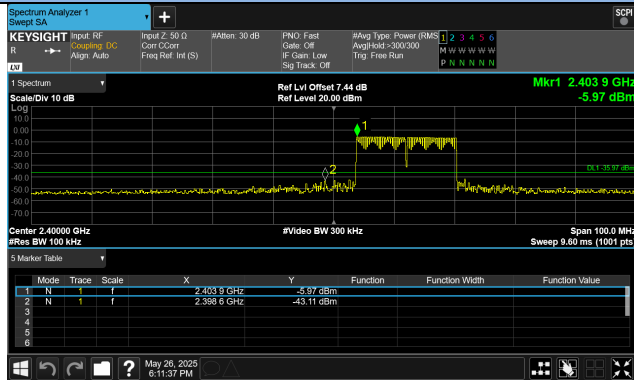 Spectrum Analyzer 1
Swept SA
SCPI
KEYSIGHT
R
LXI
Input: RF
Coupling: DC
Align: Auto
Input Z: 50 Ω
Corr CCorr
Freq Ref: Int (S)
#Atten: 30 dB
PNO: Fast
Gate: Off
IF Gain: Low
Sig Track: Off
#Avg Type: Power (RMS
Avg|Hold:>300/300
Trig: Free Run
1 2 3 4 5 6
M W W W W W
P N N N N N
1 Spectrum
Scale/Div 10 dB
Ref Lvl Offset 7.44 dB
Ref Level 20.00 dBm
Mkr1 2.403 9 GHz
-5.97 dBm
Log
10.0
0.00
-10.0
-20.0
-30.0
-40.0
-50.0
-60.0
-70.0
1
2
DL1 -35.97 dBm
Center 2.40000 GHz
#Res BW 100 kHz
#Video BW 300 kHz
Span 100.0 MHz
Sweep 9.60 ms (1001 pts)
5 Marker Table
Mode Trace Scale X Y Function Function Width Function Value
1 N 1 f 2.403 9 GHz -5.97 dBm
2 N 1 f 2.398 6 GHz -43.11 dBm
3
4
5
6
?
May 26, 2025
6:11:37 PM